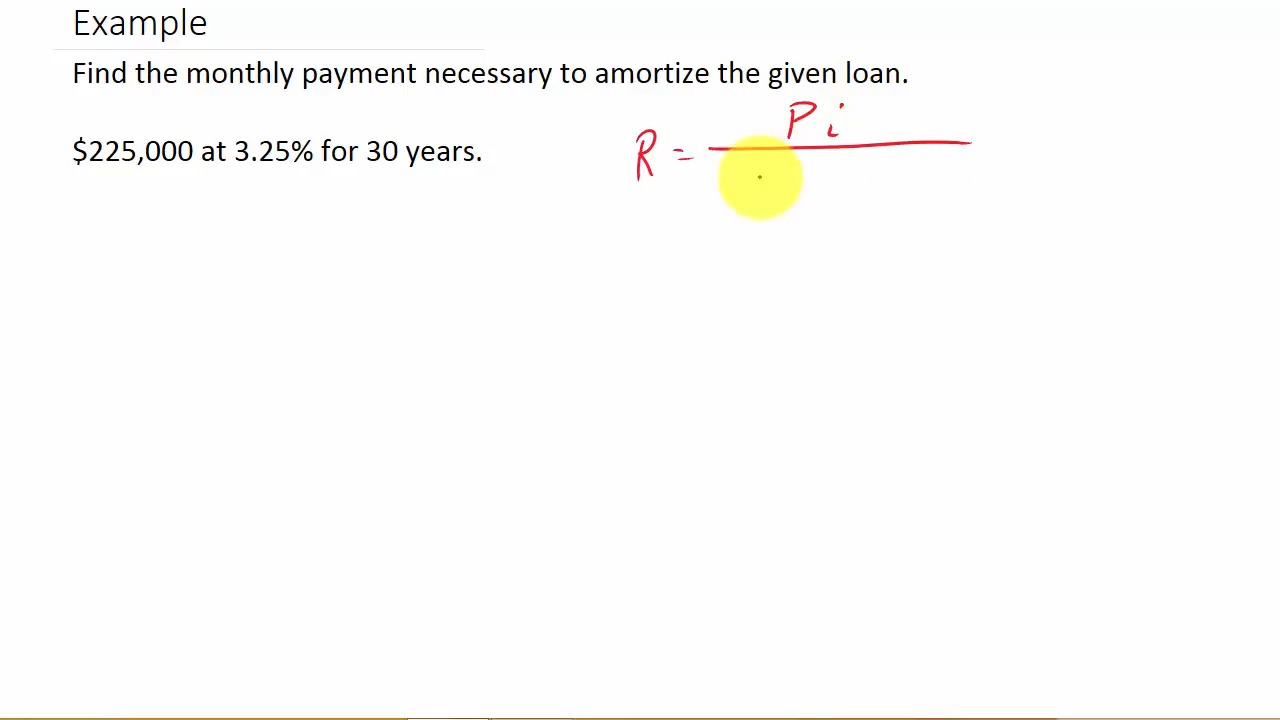 Example
Find the monthly payment necessary to amortize the given loan.
P i
$225,000 at 3.25% for 30 years. R =